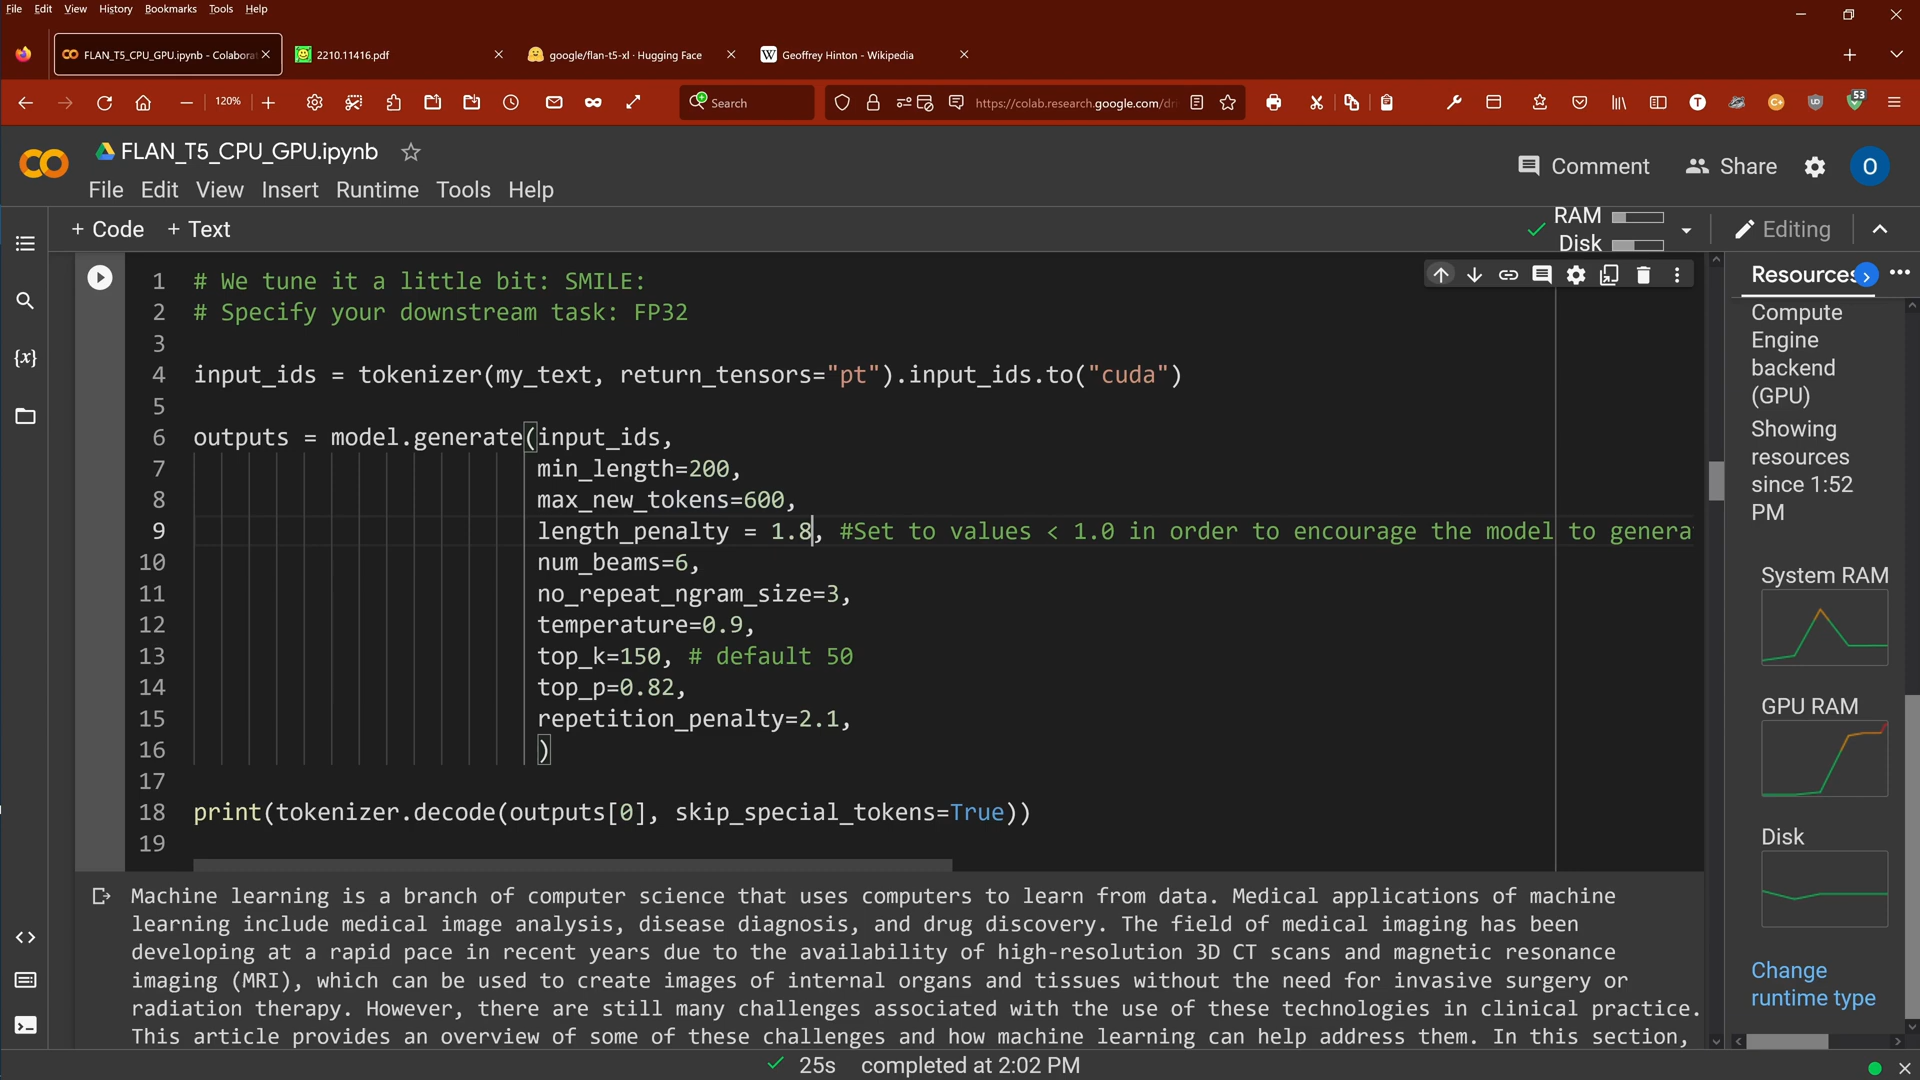 File Edit View History Bookmarks Tools Help
FLAN_T5_CPU_GPU.ipynb - Colabora
2210.11416.pdf
google/flan-t5-xl · Hugging Face
Geoffrey Hinton - Wikipedia
120%
Search
https://colab.research.google.com/dri
53
FLAN_T5_CPU_GPU.ipynb
File Edit View Insert Runtime Tools Help
Comment
Share
O
+ Code + Text
RAM
Disk
Editing
1 # We tune it a little bit: SMILE:
2 # Specify your downstream task: FP32
3
4 input_ids = tokenizer(my_text, return_tensors="pt").input_ids.to("cuda")
5
6 outputs = model.generate(input_ids,
7 min_length=200,
8 max_new_tokens=600,
9 length_penalty = 1.8, #Set to values < 1.0 in order to encourage the model to genera
10 num_beams=6,
11 no_repeat_ngram_size=3,
12 temperature=0.9,
13 top_k=150, # default 50
14 top_p=0.82,
15 repetition_penalty=2.1,
16 )
17
18 print(tokenizer.decode(outputs[0], skip_special_tokens=True))
19
Machine learning is a branch of computer science that uses computers to learn from data. Medical applications of machine
learning include medical image analysis, disease diagnosis, and drug discovery. The field of medical imaging has been
developing at a rapid pace in recent years due to the availability of high-resolution 3D CT scans and magnetic resonance
imaging (MRI), which can be used to create images of internal organs and tissues without the need for invasive surgery or
radiation therapy. However, there are still many challenges associated with the use of these technologies in clinical practice.
This article provides an overview of some of these challenges and how machine learning can help address them. In this section,
Resources
Compute
Engine
backend
(GPU)
Showing
resources
since 1:52
PM
System RAM
GPU RAM
Disk
Change
runtime type
25s completed at 2:02 PM